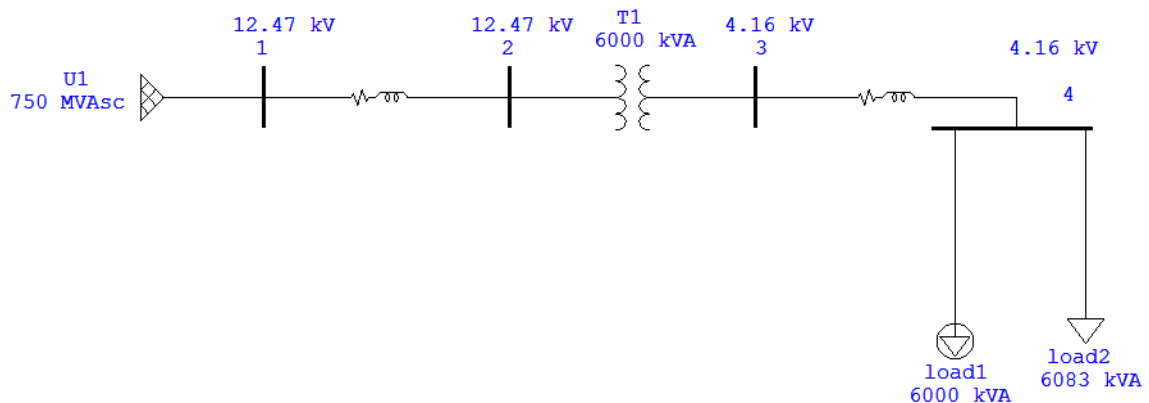 U1
750 MVAsc
12.47 kV
1
12.47 kV
2
T1
6000 kVA
4.16 kV
3
4.16 kV
4
load1
6000 kVA
load2
6083 kVA